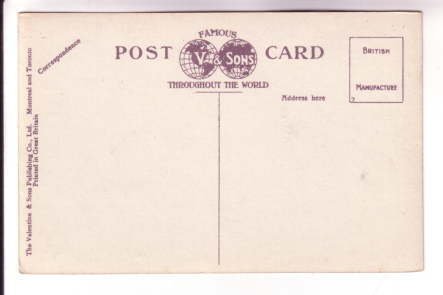 Correspondence
FAMOUS
POST CARD
V. & SONS
THROUGHOUT THE WORLD
Address here
BRITISH
MANUFACTURE
The Valentine & Sons Publishing Co., Ltd. Montreal and Toronto
Printed in Great Britain